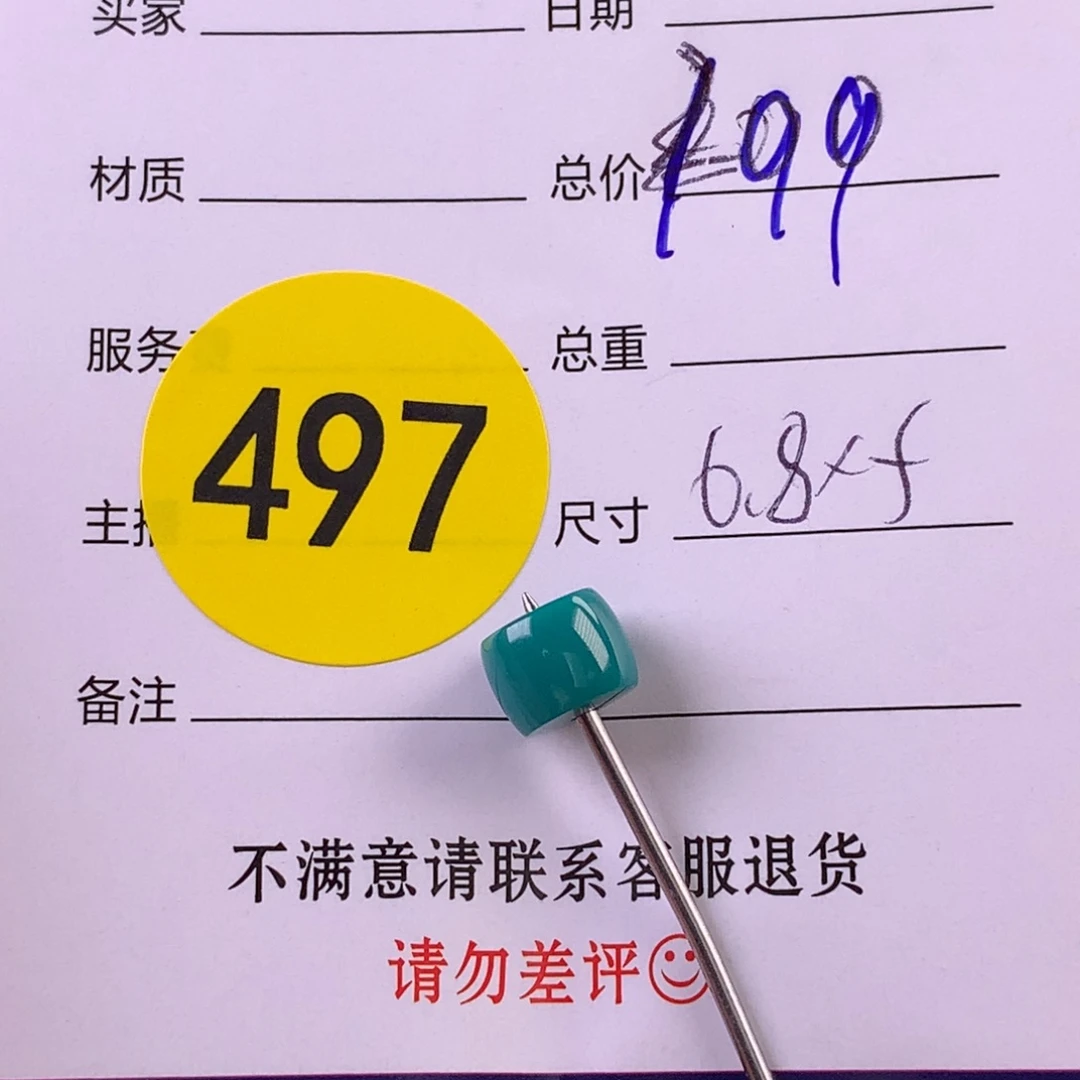 买家 日期
材质 总价 199
服务 总重
497
主播 尺寸 6.8×5
备注
不满意请联系客服退货
请勿差评